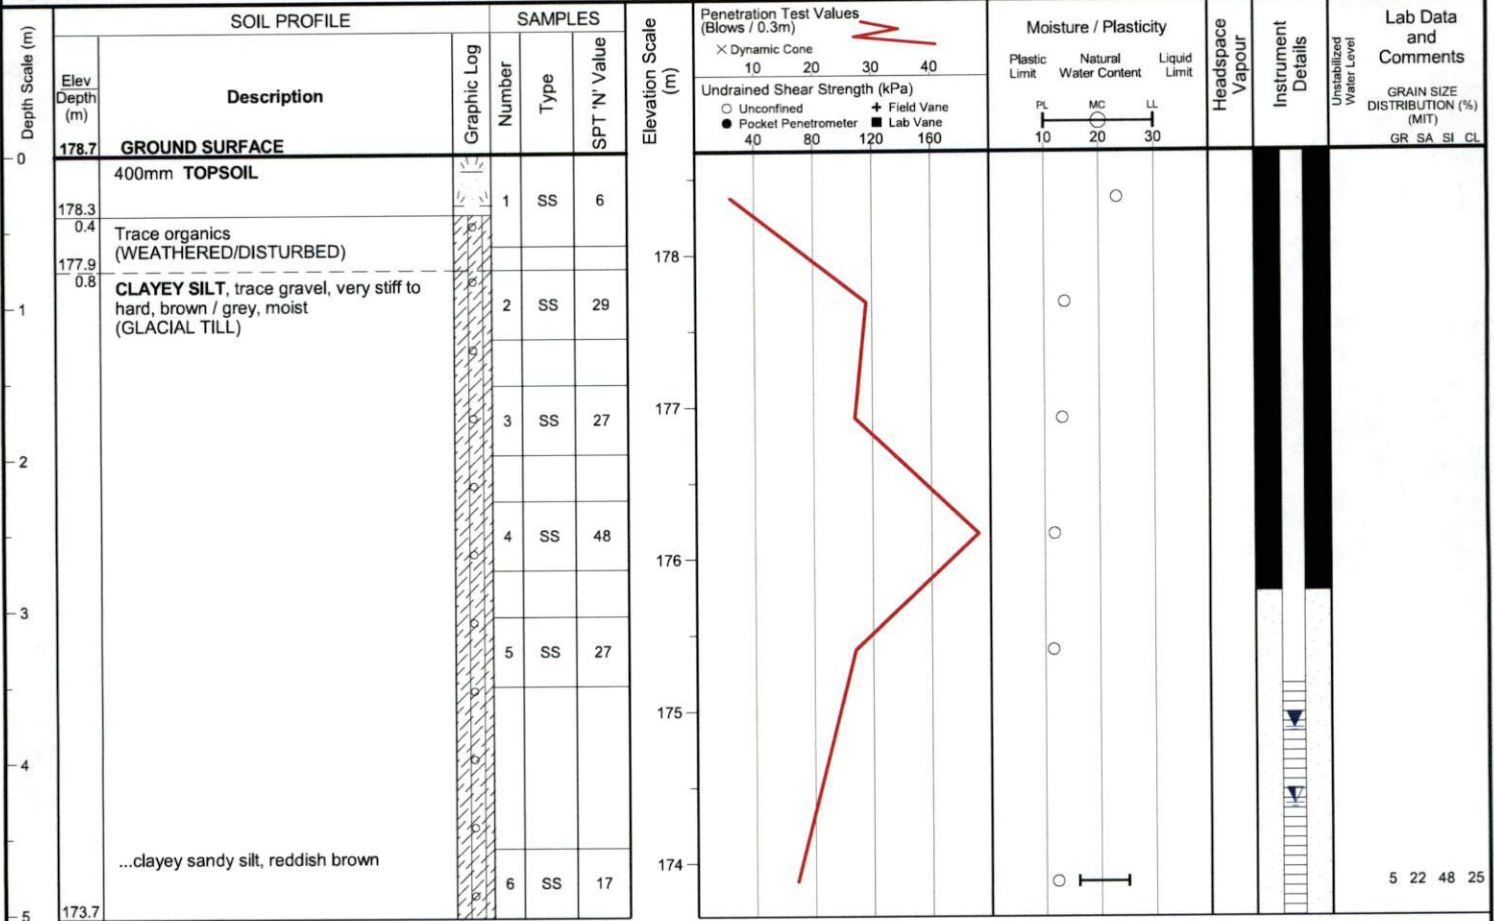 SOIL PROFILE
SAMPLES
Depth Scale (m)
Elev
Depth
(m)
Description
Graphic Log
Number
Type
SPT 'N' Value
Elevation Scale
(m)
Penetration Test Values
(Blows / 0.3m)
× Dynamic Cone
10 20 30 40
Undrained Shear Strength (kPa)
○ Unconfined + Field Vane
● Pocket Penetrometer ■ Lab Vane
40 80 120 160
Moisture / Plasticity
Plastic
Limit
Natural
Water Content
Liquid
Limit
PL MC LL
10 20 30
Headspace
Vapour
Instrument
Details
Unstabilized
Water Level
Lab Data
and
Comments
GRAIN SIZE
DISTRIBUTION (%)
(MIT)
GR SA SI CL
0
178.7 GROUND SURFACE
400mm TOPSOIL
1 SS 6
178.3
0.4
Trace organics
(WEATHERED/DISTURBED)
178
177.9
0.8
CLAYEY SILT, trace gravel, very stiff to
hard, brown / grey, moist
(GLACIAL TILL)
1
2 SS 29
177
3 SS 27
2
4 SS 48
176
3
5 SS 27
175
4
...clayey sandy silt, reddish brown
174
6 SS 17
5 22 48 25
173.7
5